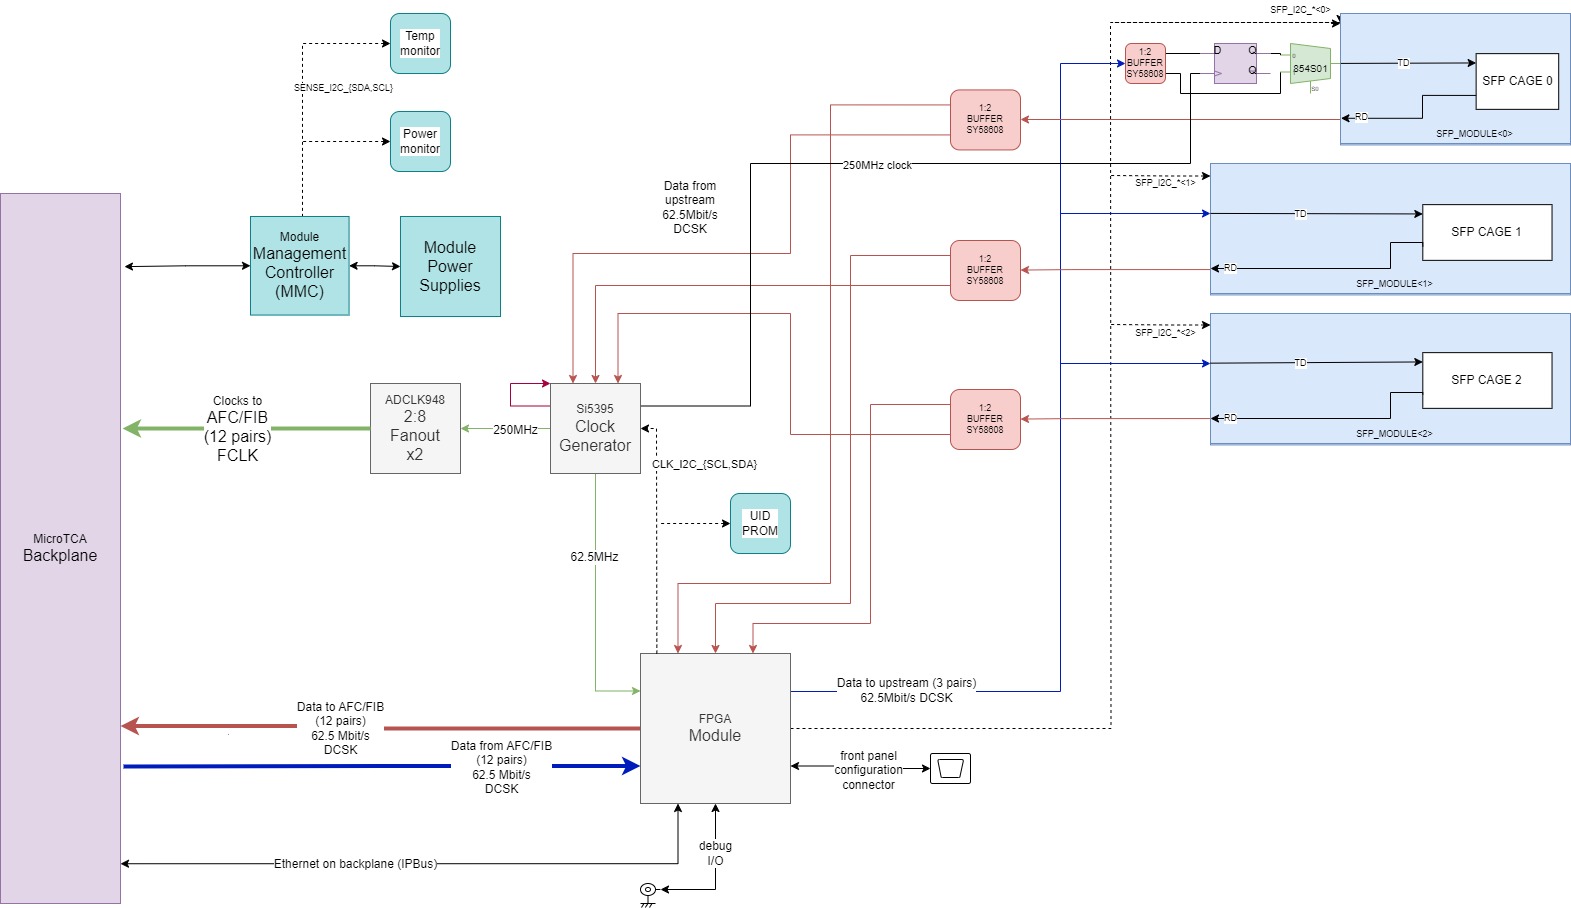 SFP_I2C_*<0>
Temp
monitor
SENSE_I2C_{SDA,SCL}
Power
monitor
1:2
BUFFER
SY58608
D
Q
Q
854S01
S0
TD
SFP CAGE 0
RD
SFP_MODULE<0>
1:2
BUFFER
SY58608
250MHz clock
Data from
upstream
62.5Mbit/s
DCSK
SFP_I2C_*<1>
TD
SFP CAGE 1
RD
SFP_MODULE<1>
Module
Management
Controller
(MMC)
Module
Power
Supplies
1:2
BUFFER
SY58608
SFP_I2C_*<2>
TD
SFP CAGE 2
RD
SFP_MODULE<2>
1:2
BUFFER
SY58608
Clocks to
AFC/FIB
(12 pairs)
FCLK
ADCLK948
2:8
Fanout
x2
250MHz
Si5395
Clock
Generator
CLK_I2C_{SCL,SDA}
UID
PROM
MicroTCA
Backplane
62.5MHz
FPGA
Module
Data to upstream (3 pairs)
62.5Mbit/s DCSK
Data to AFC/FIB
(12 pairs)
62.5 Mbit/s
DCSK
Data from AFC/FIB
(12 pairs)
62.5 Mbit/s
DCSK
front panel
configuration
connector
Ethernet on backplane (IPBus)
debug
I/O